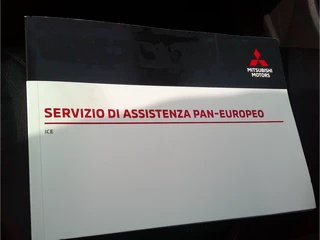 MITSUBISHI
MOTORS
SERVIZIO DI ASSISTENZA PAN-EUROPEO
ICE